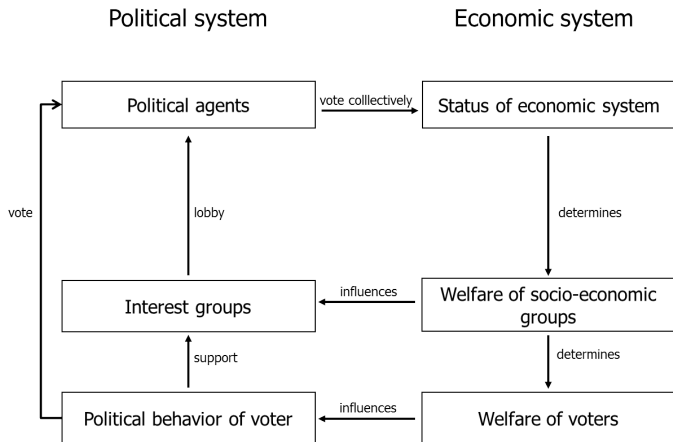 Political system
Economic system
Political agents
vote colllectively
Status of economic system
vote
lobby
determines
Interest groups
influences
Welfare of socio-economic
groups
support
determines
Political behavior of voter
influences
Welfare of voters